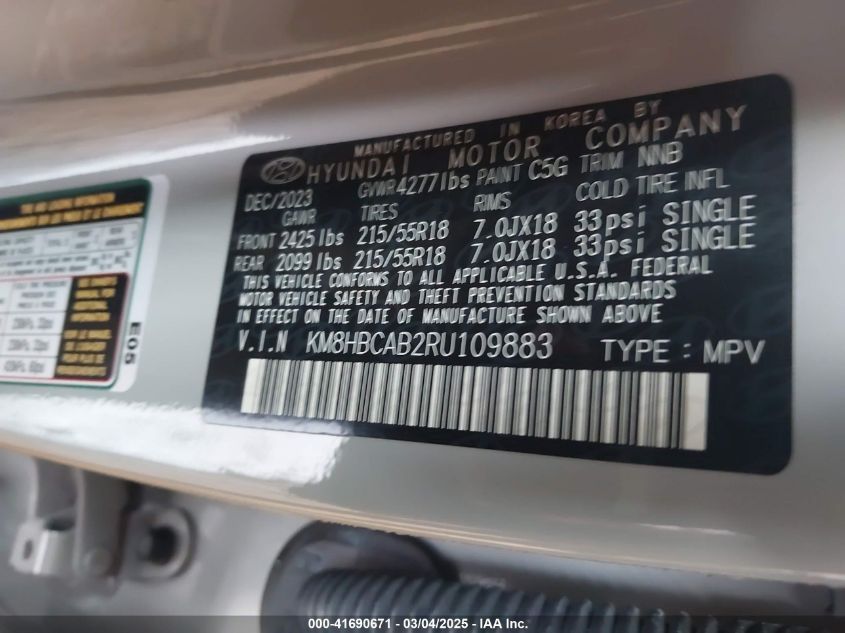 MANUFACTURED IN KOREA BY
HYUNDAI MOTOR COMPANY
DEC/2023 GVWR 4277lbs PAINT C5G TRIM NNB
GAWR TIRES RIMS COLD TIRE INFL
FRONT 2425 lbs 215/55R18 7.0JX18 33psi SINGLE
REAR 2099 lbs 215/55R18 7.0JX18 33psi SINGLE
THIS VEHICLE CONFORMS TO ALL APPLICABLE U.S.A. FEDERAL
MOTOR VEHICLE SAFETY AND THEFT PREVENTION STANDARDS
IN EFFECT ON THE DATE OF MANUFACTURE SHOWN ABOVE
V.I.N KM8HBCAB2RU109883 TYPE : MPV
E05
000-41690671 - 03/04/2025 - IAA Inc.